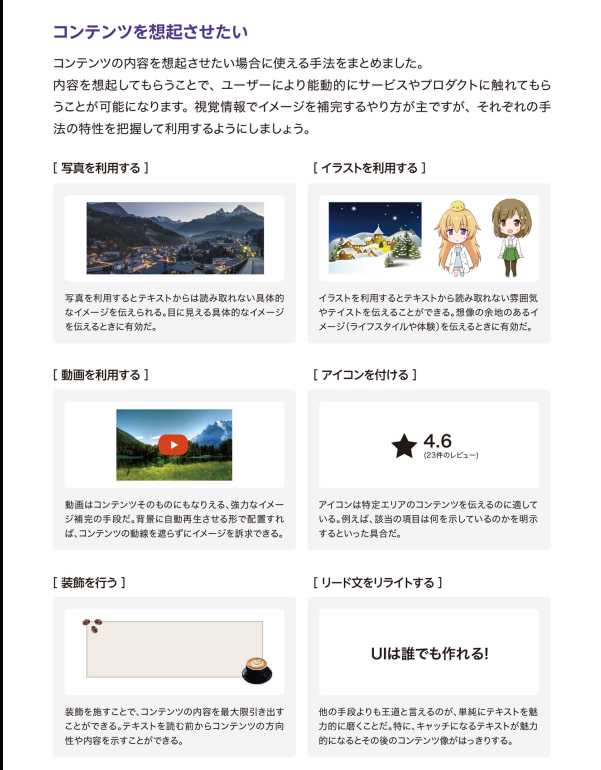 コンテンツを想起させたい
コンテンツの内容を想起させたい場合に使える手法をまとめました。
内容を想起してもらうことで、ユーザーにより能動的にサービスやプロダクトに触れてもら
うことが可能になります。視覚情報でイメージを補完するやり方が主ですが、それぞれの手
法の特性を把握して利用するようにしましょう。
[ 写真を利用する ]
写真を利用するとテキストからは読み取れない具体的
なイメージを伝えられる。目に見える具体的なイメージ
を伝えるときに有効だ。
[ イラストを利用する ]
イラストを利用するとテキストから読み取れない雰囲気
やテイストを伝えることができる。想像の余地のあるイ
メージ(ライフスタイルや体験)を伝えるときに有効だ。
[ 動画を利用する ]
動画はコンテンツそのものにもなりえる、強力なイメー
ジ補完の手段だ。背景に自動再生させる形で配置すれ
ば、コンテンツの動線を遮らずにイメージを訴求できる。
[ アイコンを付ける ]
4.6
(23件のレビュー)
アイコンは特定エリアのコンテンツを伝えるのに適して
いる。例えば、該当の項目は何を示しているのかを明示
するといった具合だ。
[ 装飾を行う ]
装飾を施すことで、コンテンツの内容を最大限引き出す
ことができる。テキストを読む前からコンテンツの方向
性や内容を示すことができる。
[ リード文をリライトする ]
UIは誰でも作れる!
他の手段よりも王道と言えるのが、単純にテキストを魅
力的に磨くことだ。特に、キャッチになるテキストが魅力
的になるとその後のコンテンツ像がはっきりする。